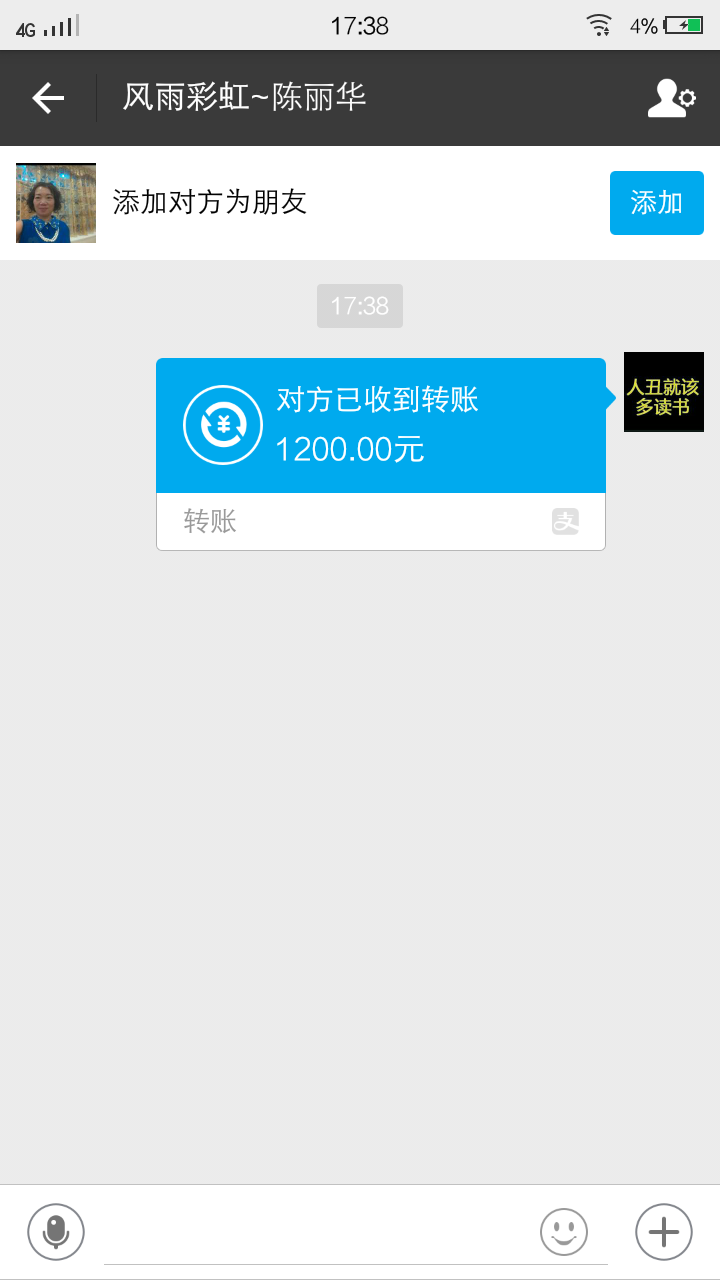 4G
17:38
4%
风雨彩虹~陈丽华
添加对方为朋友
添加
17:38
对方已收到转账
1200.00元
人丑就该
多读书
转账
支